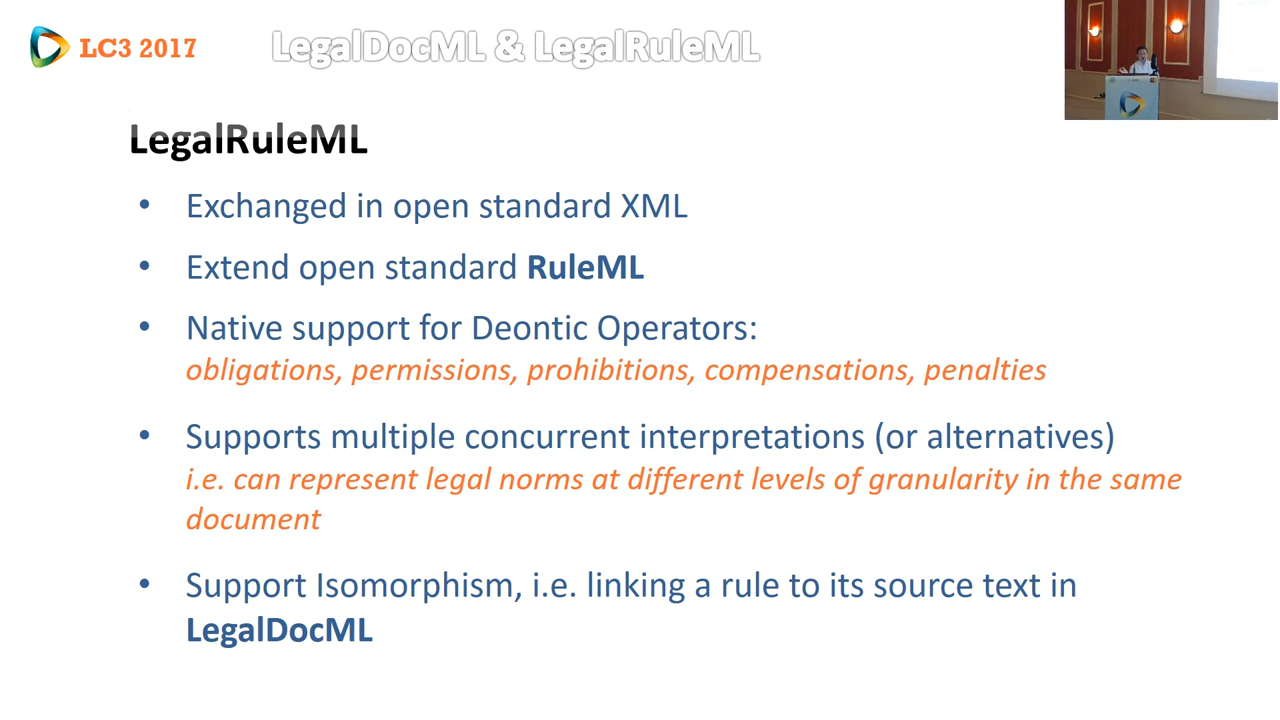 LC3 2017
LegalDocML & LegalRuleML
LegalRuleML
• Exchanged in open standard XML
• Extend open standard RuleML
• Native support for Deontic Operators:
obligations, permissions, prohibitions, compensations, penalties
• Supports multiple concurrent interpretations (or alternatives)
i.e. can represent legal norms at different levels of granularity in the same
document
• Support Isomorphism, i.e. linking a rule to its source text in
LegalDocML